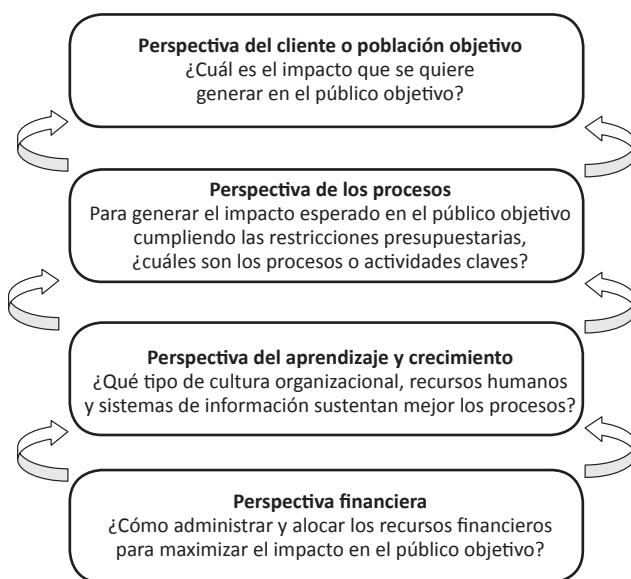 Perspectiva del cliente o población objetivo
¿Cuál es el impacto que se quiere
generar en el público objetivo?
Perspectiva de los procesos
Para generar el impacto esperado en el público objetivo
cumpliendo las restricciones presupuestarias,
¿cuáles son los procesos o actividades claves?
Perspectiva del aprendizaje y crecimiento
¿Qué tipo de cultura organizacional, recursos humanos
y sistemas de información sustentan mejor los procesos?
Perspectiva financiera
¿Cómo administrar y alocar los recursos financieros
para maximizar el impacto en el público objetivo?